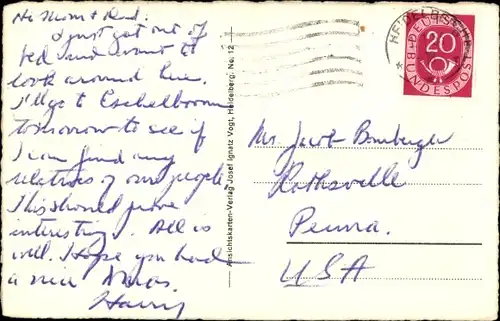 Hi Mom + Dad.
I just got out of
bed and want to
look around here.
I'll go to Eschelbronn
tomorrow to see if
I can find any
relatives of our people.
This should prove
interesting. All is
well. Hope you had
a nice Xmas.
Harry
Ansichtskarten-Verlag Josef Ignatz Vogt, Heidelberg. No. 12
HEIDELBERG
DEUTSCHE
BUNDESPOST
20
Mr Jacob
Rothsville
Penna.
USA